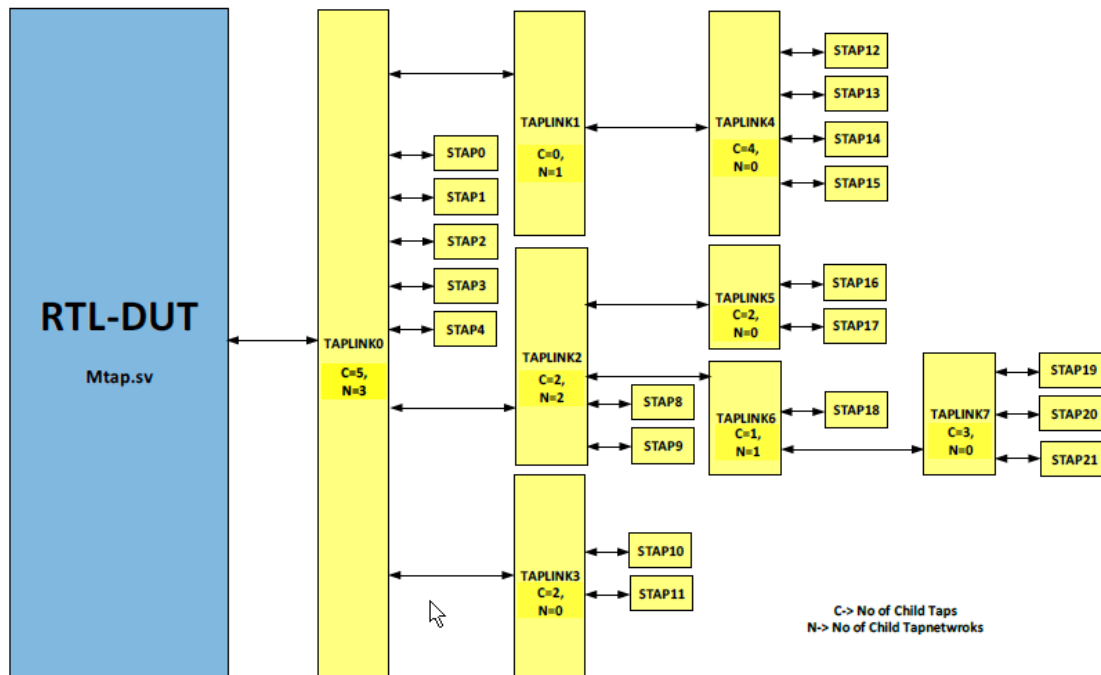 RTL-DUT
Mtap.sv
TAPLINK0
C=5,
N=3
STAP0
STAP1
STAP2
STAP3
STAP4
TAPLINK1
C=0,
N=1
TAPLINK2
C=2,
N=2
STAP8
STAP9
TAPLINK3
C=2,
N=0
STAP10
STAP11
TAPLINK4
C=4,
N=0
STAP12
STAP13
STAP14
STAP15
TAPLINK5
C=2,
N=0
STAP16
STAP17
TAPLINK6
C=1,
N=1
STAP18
TAPLINK7
C=3,
N=0
STAP19
STAP20
STAP21
C-> No of Child Taps
N-> No of Child Tapnetwroks